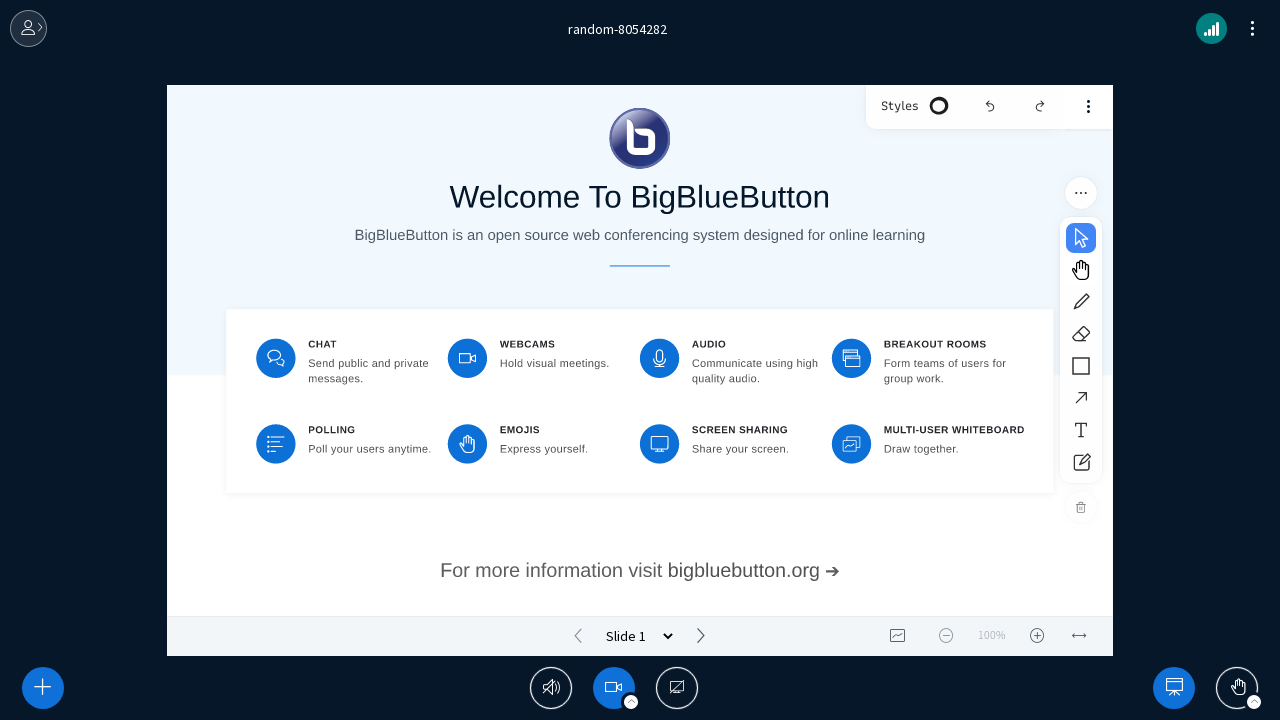 random-8054282
Styles
Welcome To BigBlueButton
BigBlueButton is an open source web conferencing system designed for online learning
CHAT
Send public and private
messages.
WEBCAMS
Hold visual meetings.
AUDIO
Communicate using high
quality audio.
BREAKOUT ROOMS
Form teams of users for
group work.
POLLING
Poll your users anytime.
EMOJIS
Express yourself.
SCREEN SHARING
Share your screen.
MULTI-USER WHITEBOARD
Draw together.
For more information visit bigbluebutton.org ➔
Slide 1
100%